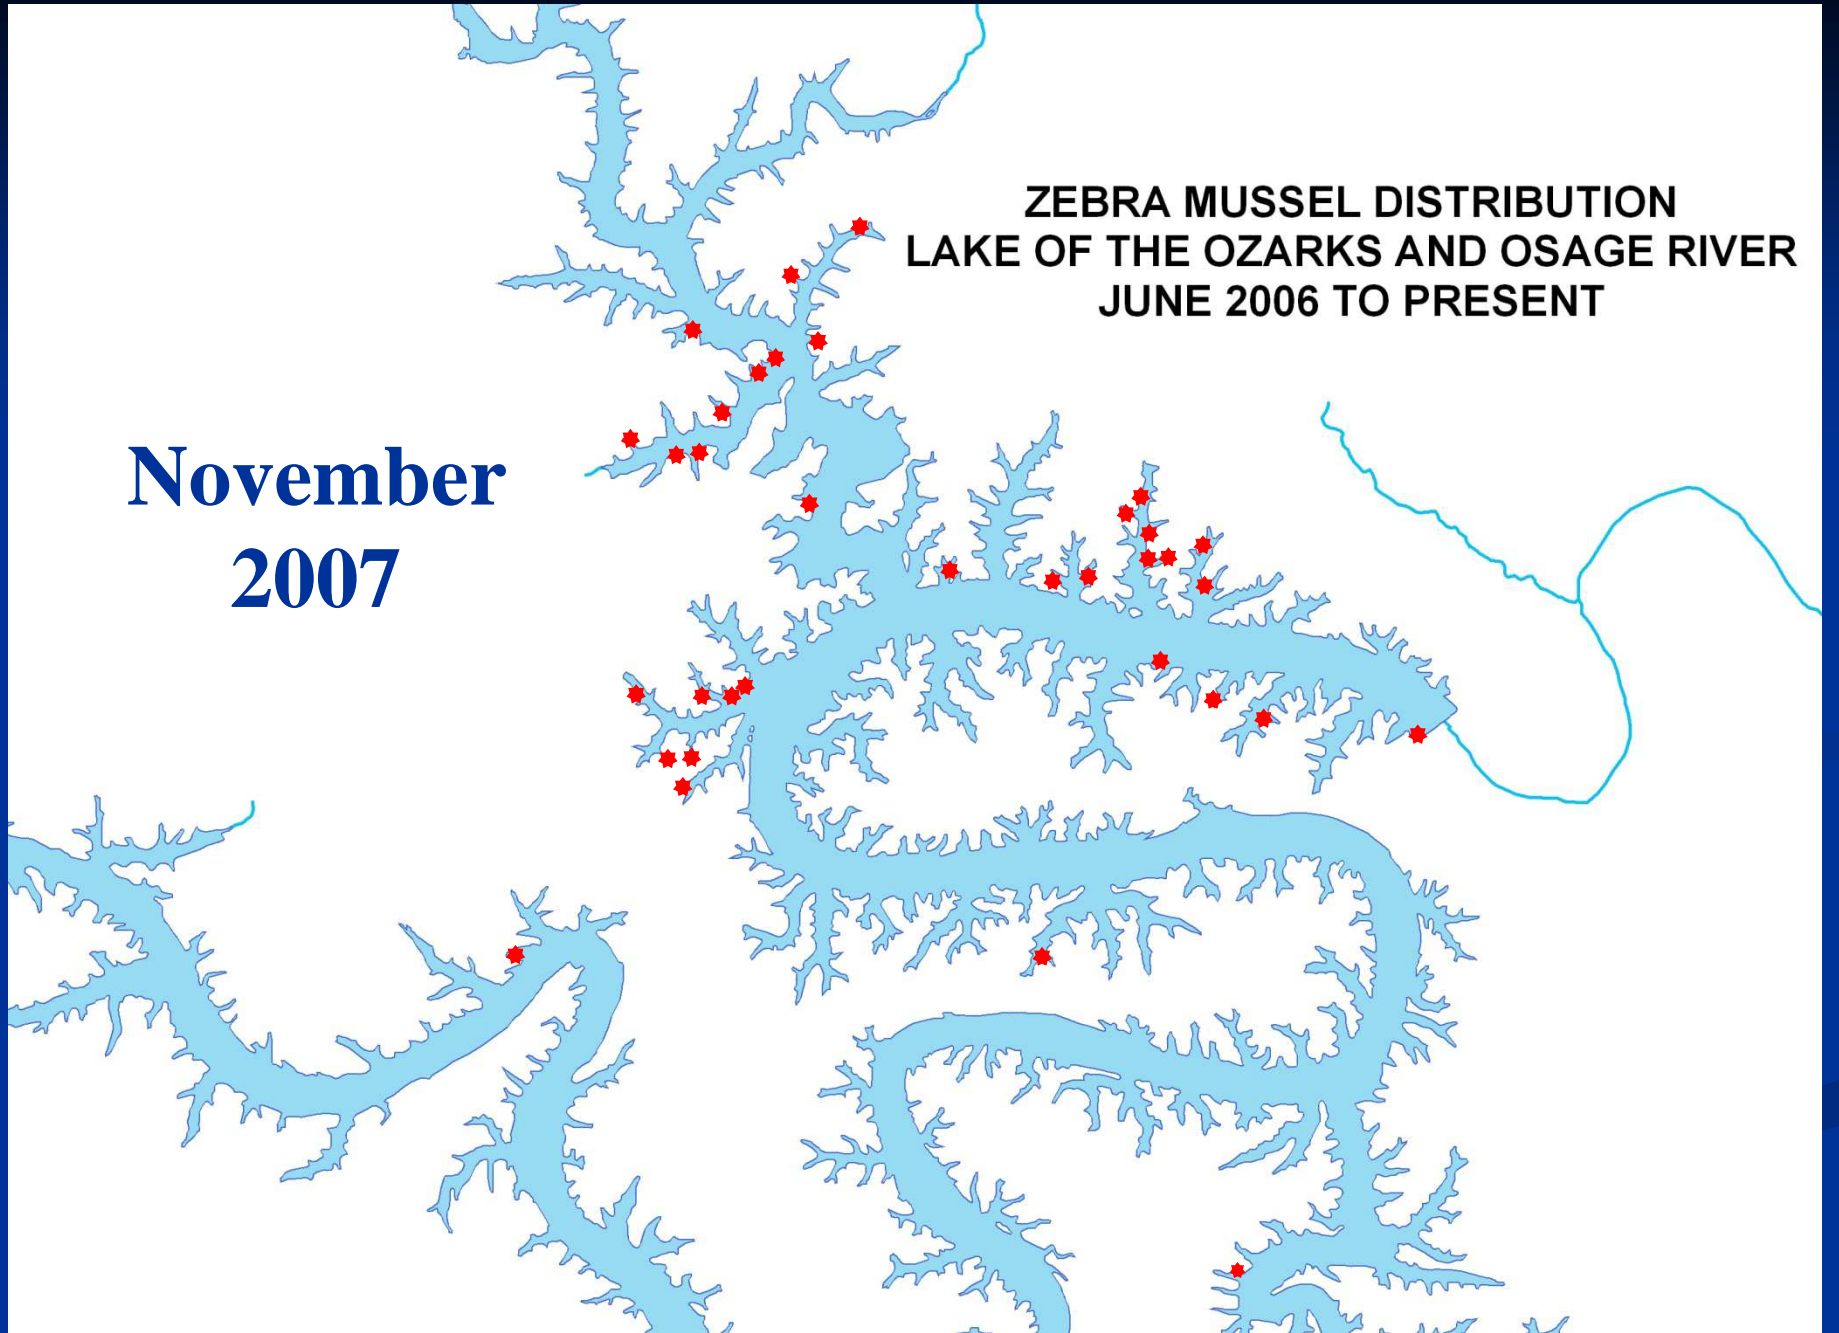 ZEBRA MUSSEL DISTRIBUTION
LAKE OF THE OZARKS AND OSAGE RIVER
JUNE 2006 TO PRESENT
November
2007